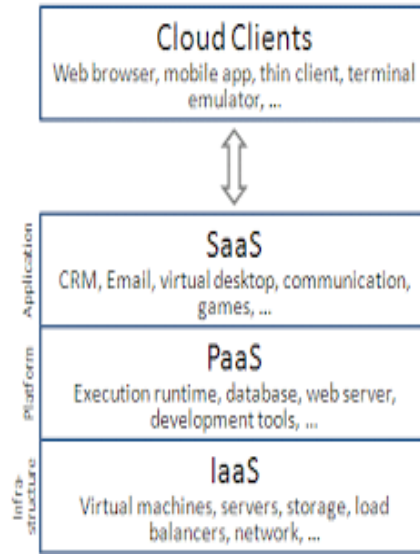 Cloud Clients
Web browser, mobile app, thin client, terminal
emulator, ...
Application
SaaS
CRM, Email, virtual desktop, communication,
games, ...
Platform
PaaS
Execution runtime, database, web server,
development tools, ...
Infra-
structure
IaaS
Virtual machines, servers, storage, load
balancers, network, ...